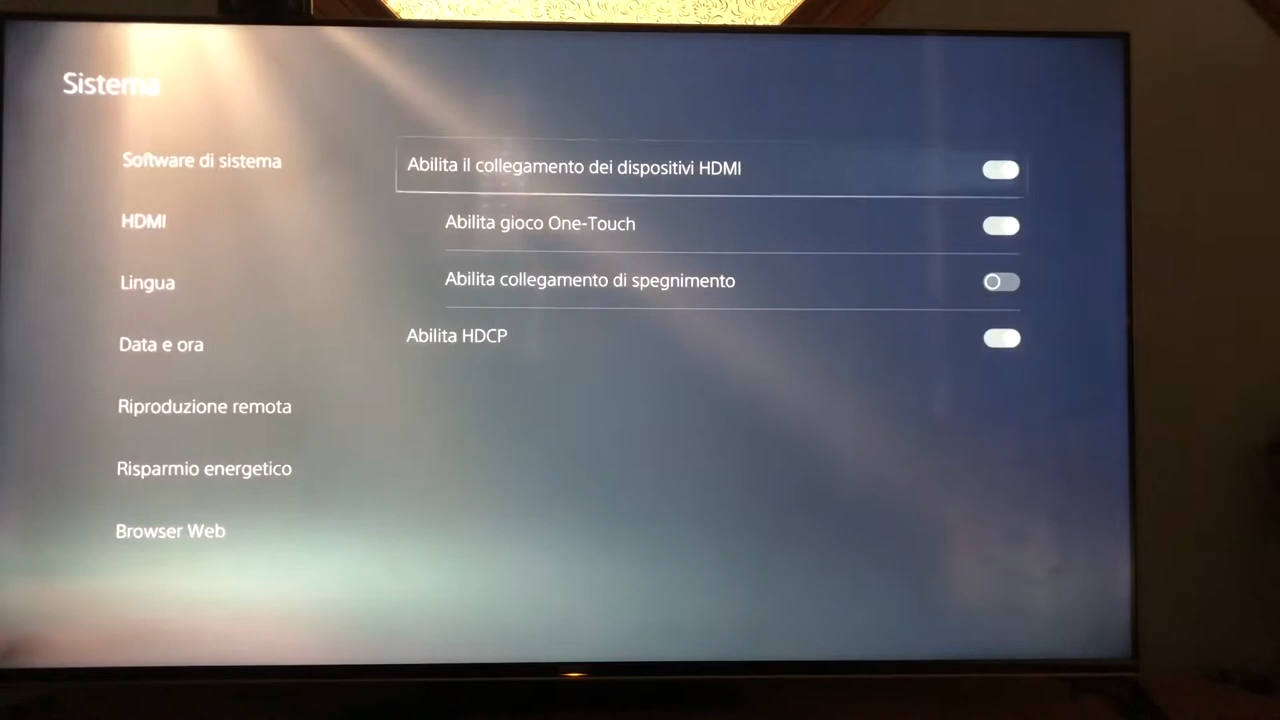 Sistema
Software di sistema
HDMI
Lingua
Data e ora
Riproduzione remota
Risparmio energetico
Browser Web
Abilita il collegamento dei dispositivi HDMI
Abilita gioco One-Touch
Abilita collegamento di spegnimento
Abilita HDCP